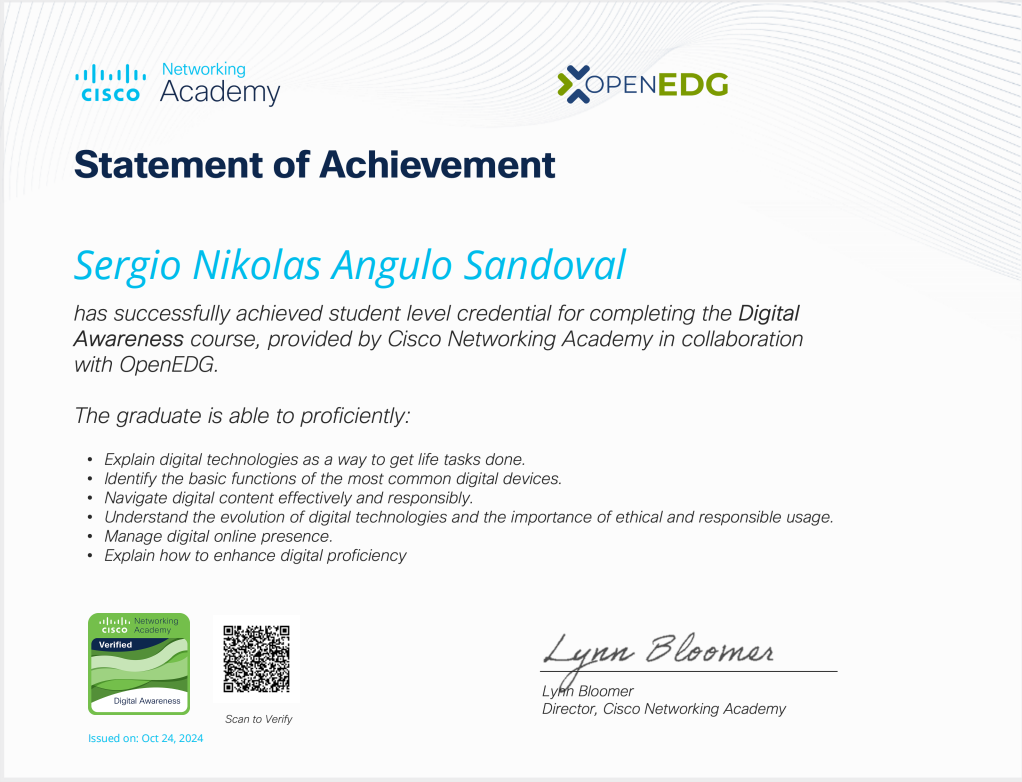 CISCO
Networking
Academy
OPENEDG
Statement of Achievement
Sergio Nikolas Angulo Sandoval
has successfully achieved student level credential for completing the Digital
Awareness course, provided by Cisco Networking Academy in collaboration
with OpenEDG.
The graduate is able to proficiently:
• Explain digital technologies as a way to get life tasks done.
• Identify the basic functions of the most common digital devices.
• Navigate digital content effectively and responsibly.
• Understand the evolution of digital technologies and the importance of ethical and responsible usage.
• Manage digital online presence.
• Explain how to enhance digital proficiency
CISCO
Networking
Academy
Verified
Digital Awareness
Scan to Verify
Issued on: Oct 24, 2024
Lynn Bloomer
Lynn Bloomer
Director, Cisco Networking Academy